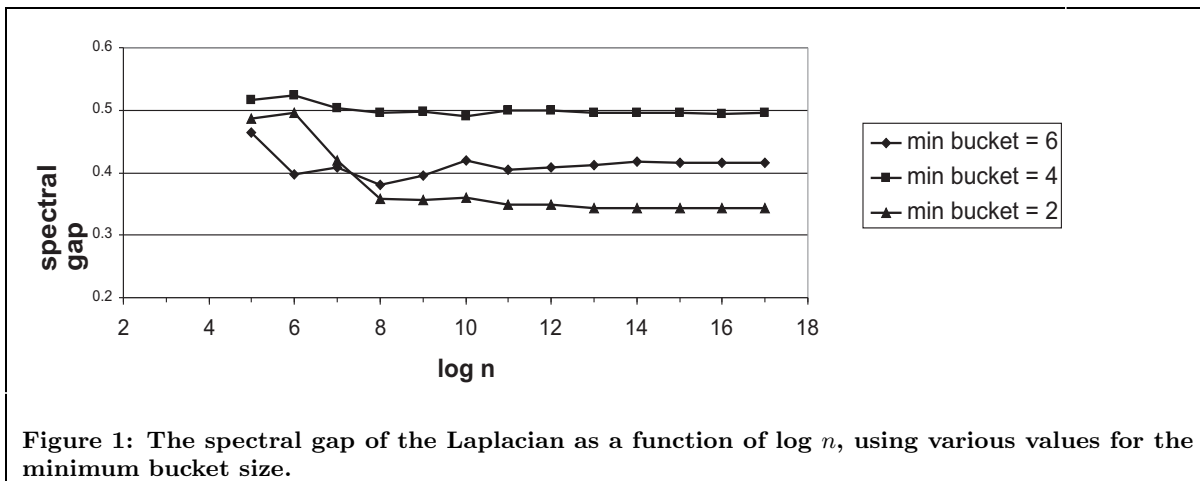 0.6
0.5
0.4
0.3
0.2
spectral
gap
2 4 6 8 10 12 14 16 18
log n
min bucket = 6
min bucket = 4
min bucket = 2
Figure 1: The spectral gap of the Laplacian as a function of log n, using various values for the
minimum bucket size.